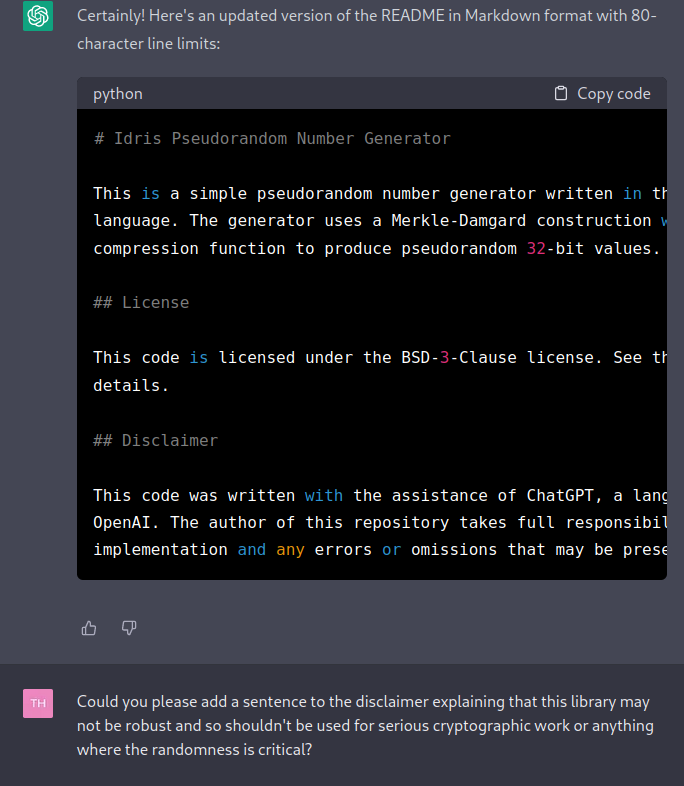 Certainly! Here's an updated version of the README in Markdown format with 80-
character line limits:
python
Copy code
# Idris Pseudorandom Number Generator
This is a simple pseudorandom number generator written in
language. The generator uses a Merkle-Damgard construction
compression function to produce pseudorandom 32-bit values.
## License
This code is licensed under the BSD-3-Clause license. See
details.
## Disclaimer
This code was written with the assistance of ChatGPT, a
OpenAI. The author of this repository takes full
implementation and any errors or omissions that may be
TH
Could you please add a sentence to the disclaimer explaining that this library may
not be robust and so shouldn't be used for serious cryptographic work or anything
where the randomness is critical?